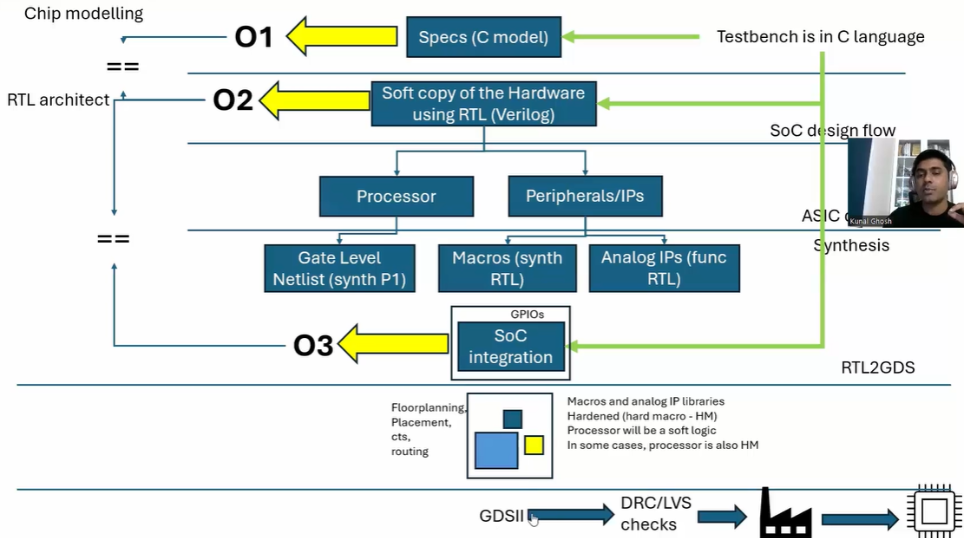 Chip modelling
O1
Specs (C model)
Testbench is in C language
==
RTL architect
O2
Soft copy of the Hardware
using RTL (Verilog)
SoC design flow
Processor
Peripherals/IPs
Kunal Ghosh
ASIC
==
Synthesis
Gate Level
Netlist (synth P1)
Macros (synth
RTL)
Analog IPs (func
RTL)
GPIOs
O3
SoC
integration
RTL2GDS
Floorplanning,
Placement,
cts,
routing
Macros and analog IP libraries
Hardened (hard macro - HM)
Processor will be a soft logic
In some cases, processor is also HM
GDSII
DRC/LVS
checks